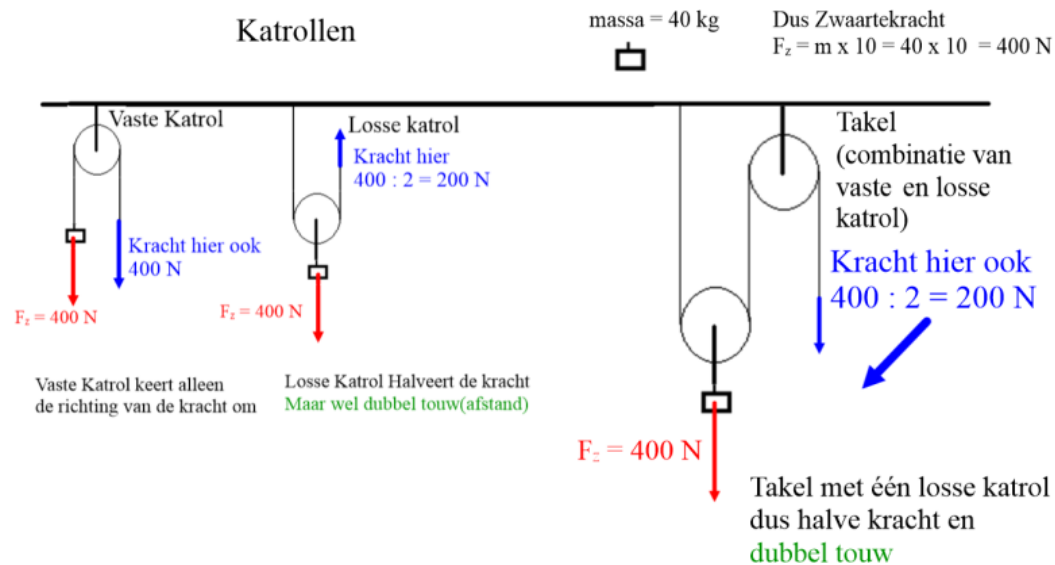 Katrollen
massa = 40 kg
Dus Zwaartekracht
Fz = m x 10 = 40 x 10 = 400 N
Vaste Katrol
Kracht hier ook
400 N
Fz = 400 N
Vaste Katrol keert alleen
de richting van de kracht om
Losse katrol
Kracht hier
400 : 2 = 200 N
Fz = 400 N
Losse Katrol Halveert de kracht
Maar wel dubbel touw(afstand)
Takel
(combinatie van
vaste en losse
katrol)
Kracht hier ook
400 : 2 = 200 N
Fz = 400 N
Takel met één losse katrol
dus halve kracht en
dubbel touw